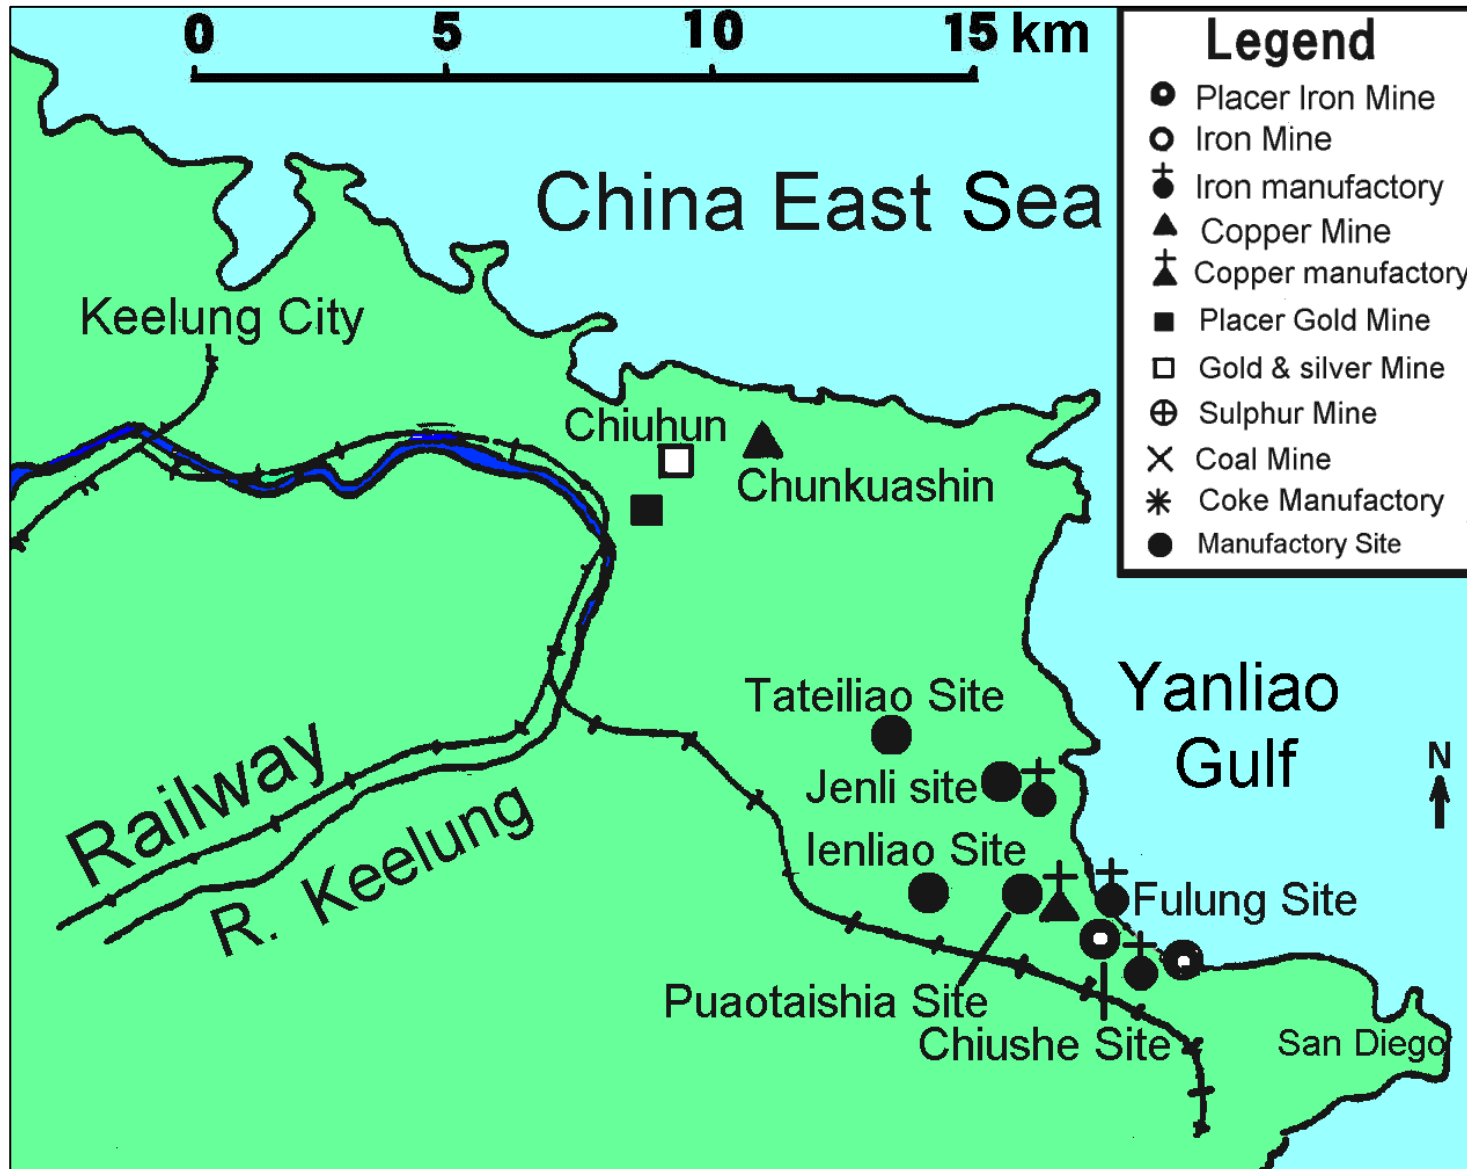 0 5 10 15 km
Legend
Placer Iron Mine
Iron Mine
Iron manufactory
Copper Mine
Copper manufactory
Placer Gold Mine
Gold & silver Mine
Sulphur Mine
Coal Mine
Coke Manufactory
Manufactory Site
China East Sea
Keelung City
Chiuhun
Chunkuashin
Yanliao
Gulf
N
Tateiliao Site
Jenli site
Ienliao Site
Fulung Site
Railway
R. Keelung
Puaotaishia Site
Chiushe Site
San Diego